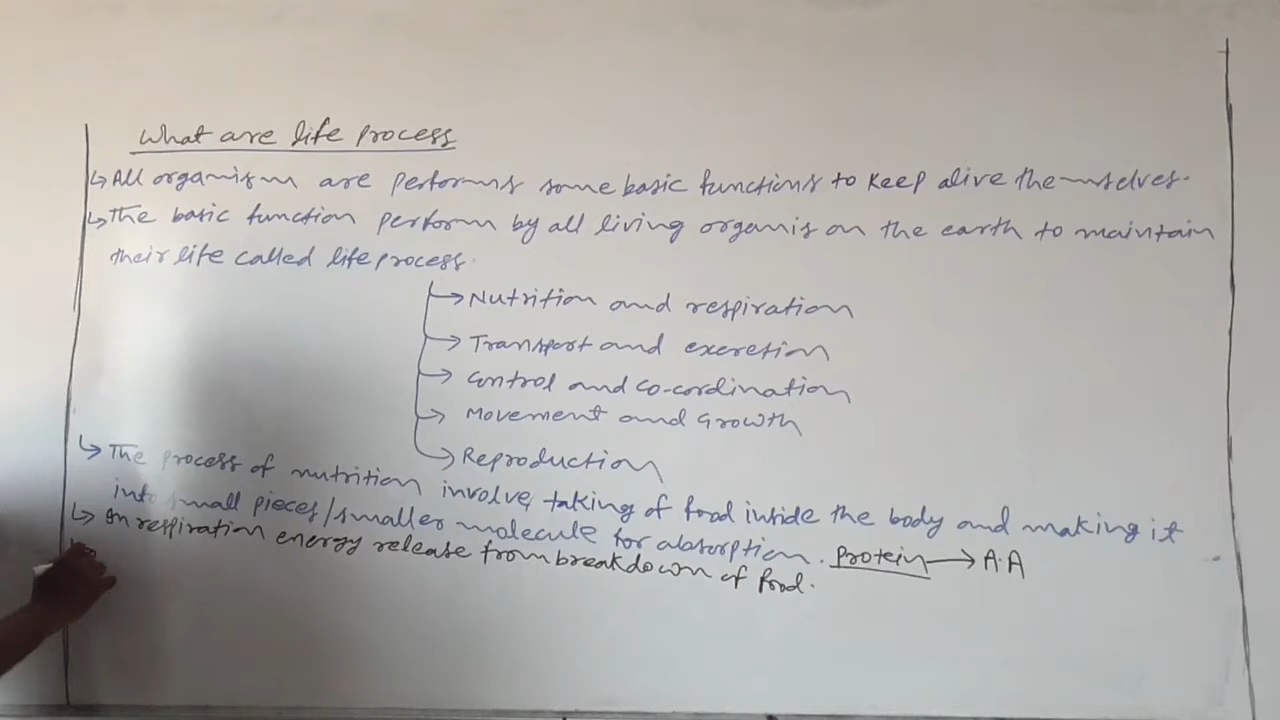 What are life process
↳ All organism are performs some basic functions to keep alive themselves.
↳ The basic function perform by all living organis on the earth to maintain
their life called life process.
→ Nutrition and respiration
→ Transport and excretion
→ Control and co-cordination
→ Movement and Growth
→ Reproduction
↳ The process of nutrition involve, taking of food inside the body and making it
into small pieces/smaller molecule for absorption. Protein → A.A
↳ In respiration energy release from breakdown of food.